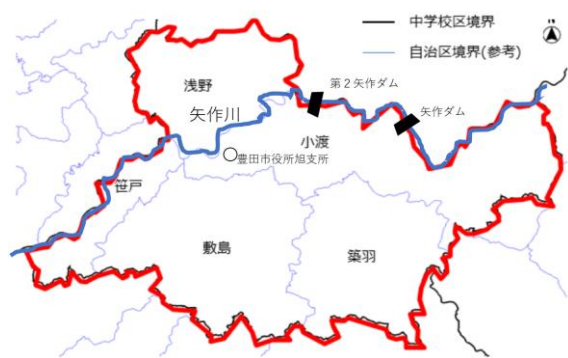 中学校区境界
N
自治区境界(参考)
第2矢作ダム
浅野
矢作川
矢作ダム
小渡
豊田市役所旭支所
笹戸
敷島
築羽